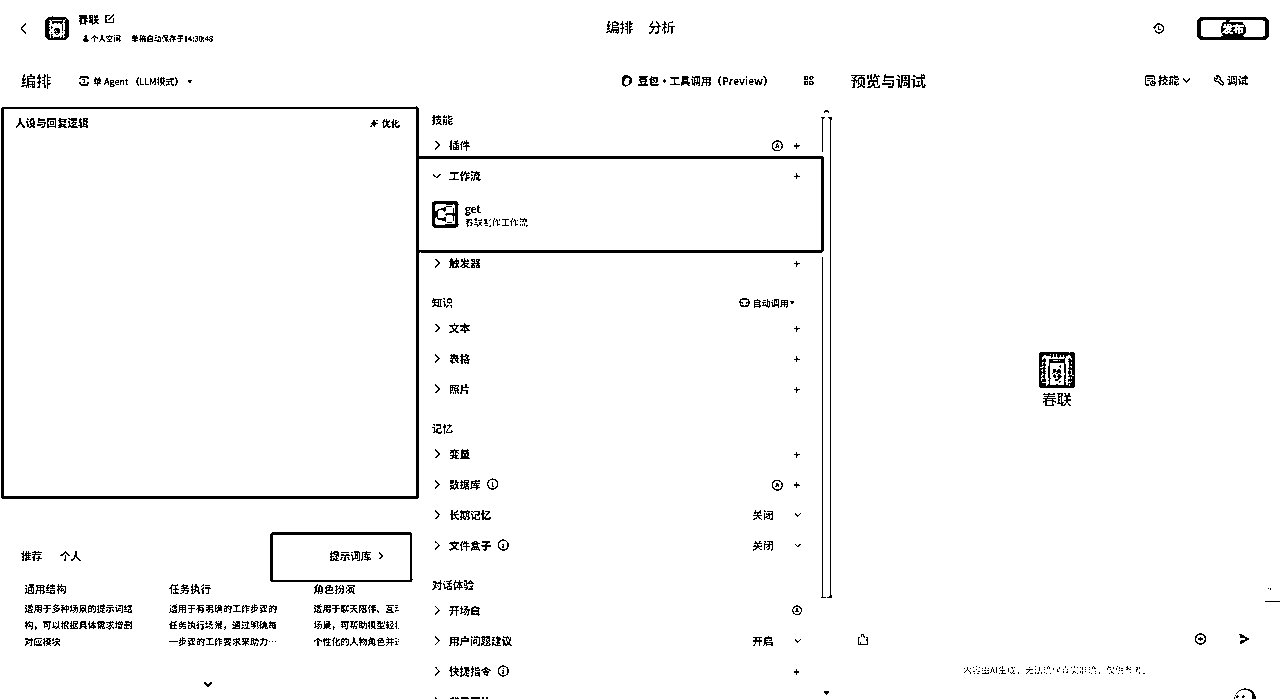 春联
个人空间 草稿自动保存于14:30:48
编排 分析
发布
编排
单 Agent（LLM模式）
豆包·工具调用（Preview）
预览与调试
技能
调试
人设与回复逻辑
优化
技能
插件
工作流
get
春联制作工作流
触发器
知识
自动调用
文本
表格
照片
记忆
变量
数据库
长期记忆
关闭
文件盒子
关闭
对话体验
开场白
用户问题建议
开启
快捷指令
春联
推荐 个人
提示词库
通用结构
适用于多种场景的提示词结
构，可以根据具体需求增删
对应模块
任务执行
适用于有明确的工作步骤的
任务执行场景，通过明确每
一步骤的工作要求来助力…
角色扮演
适用于聊天陪伴、互动
场景，可帮助模型轻松
个性化的人物角色并
内容由AI生成，无法确保真实准确，仅供参考。